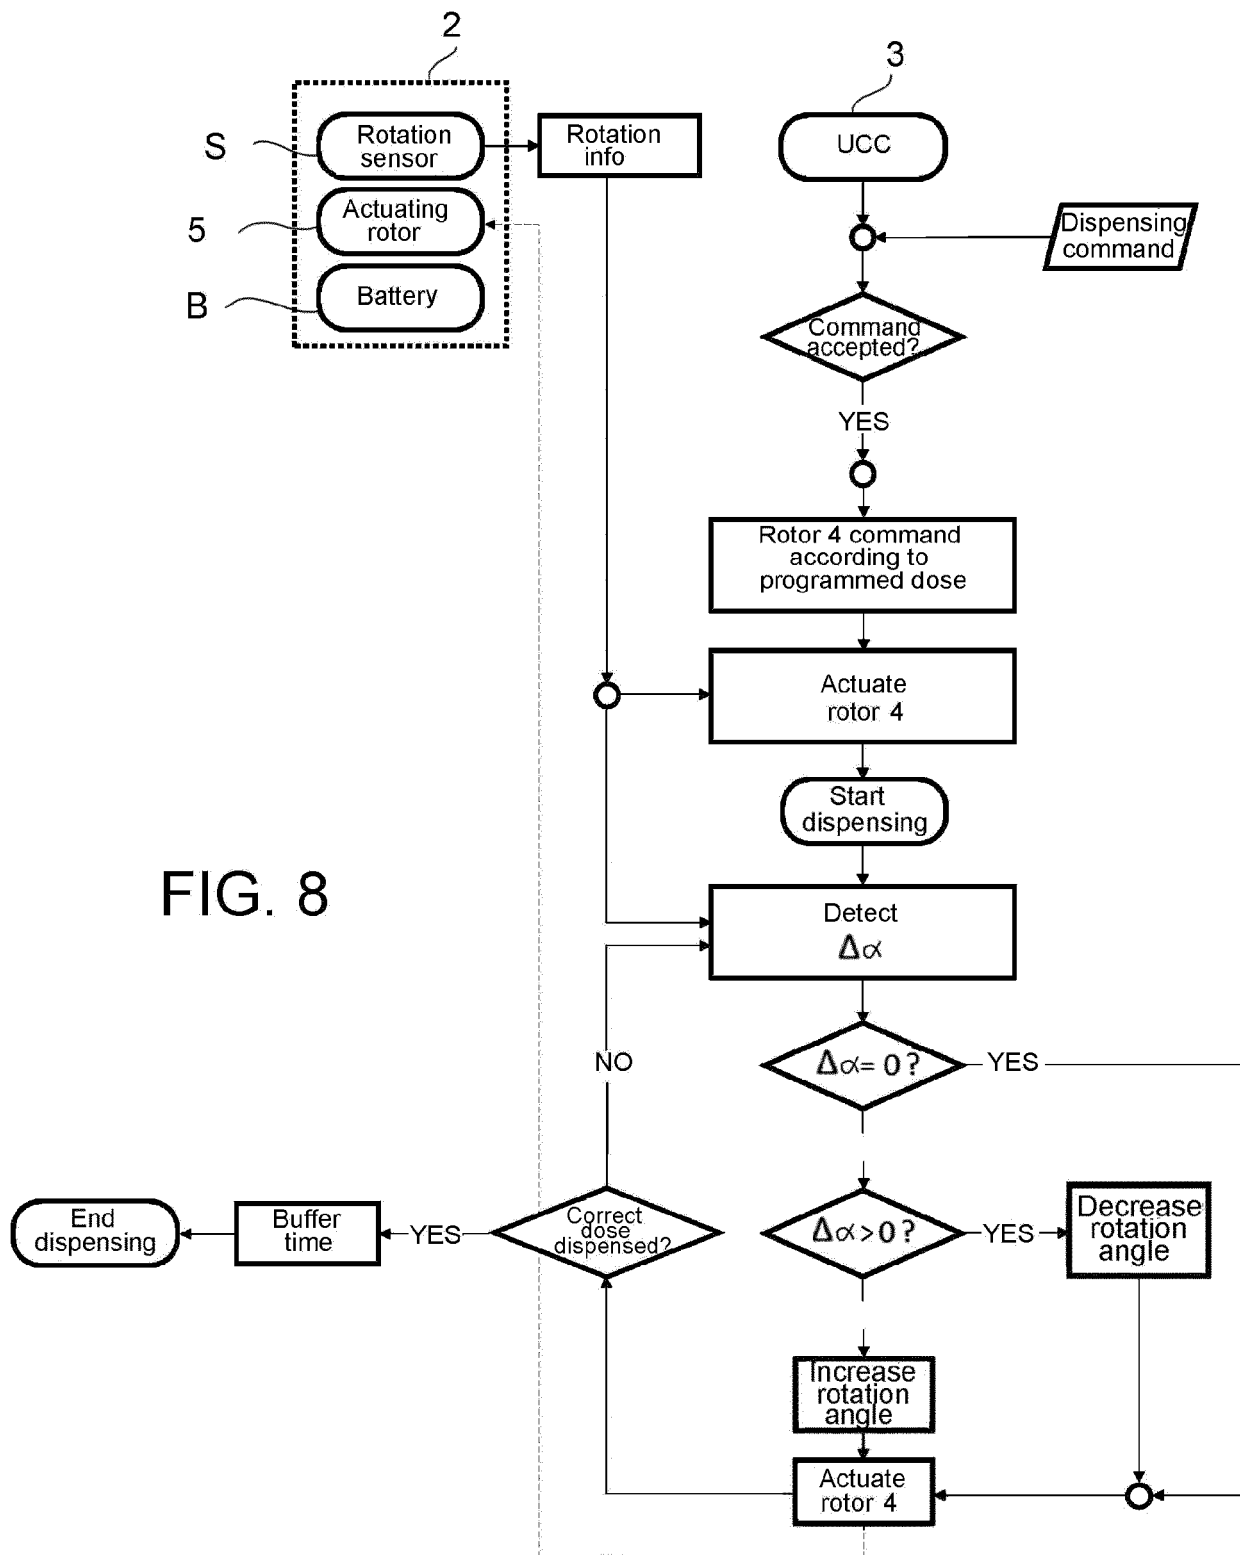 2
3
S
Rotation
sensor
Rotation
info
UCC
5
Actuating
rotor
Dispensing
command
B
Battery
Command
accepted?
YES
Rotor 4 command
according to
programmed dose
Actuate
rotor 4
Start
dispensing
FIG. 8
Detect
Δα
NO
Δα= 0?
YES
End
dispensing
Buffer
time
YES
Correct
dose
dispensed?
Δα>0?
YES
Decrease
rotation
angle
Increase
rotation
angle
Actuate
rotor 4